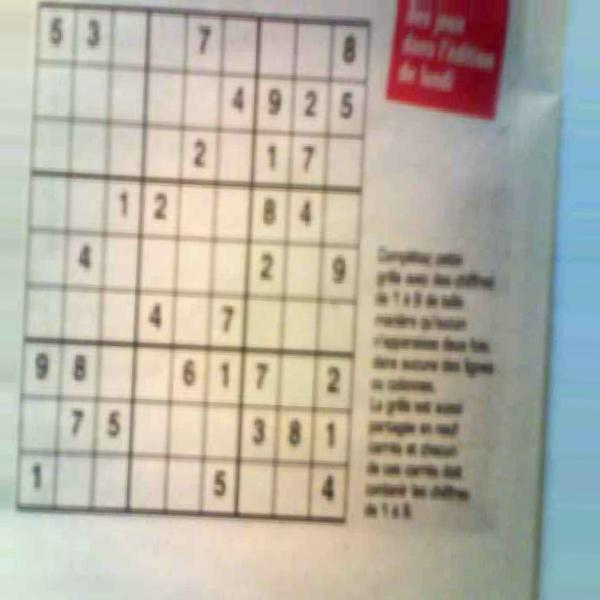 5 3 7 8
4 9 2 5
2 1 7
1 2 8 4
4 2 9
4 7
9 8 6 1 7 2
7 5 3 8 1
1 5 4
des jeux
dans l'édition
de lundi
Complétez cette
grille avec des chiffres
de 1 à 9 de telle
manière qu'aucun
n'apparaisse deux fois
dans aucune des lignes
ou colonnes.
La grille est aussi
partagée en neuf
carrés et chacun
de ces carrés doit
contenir les chiffres
de 1 à 9.